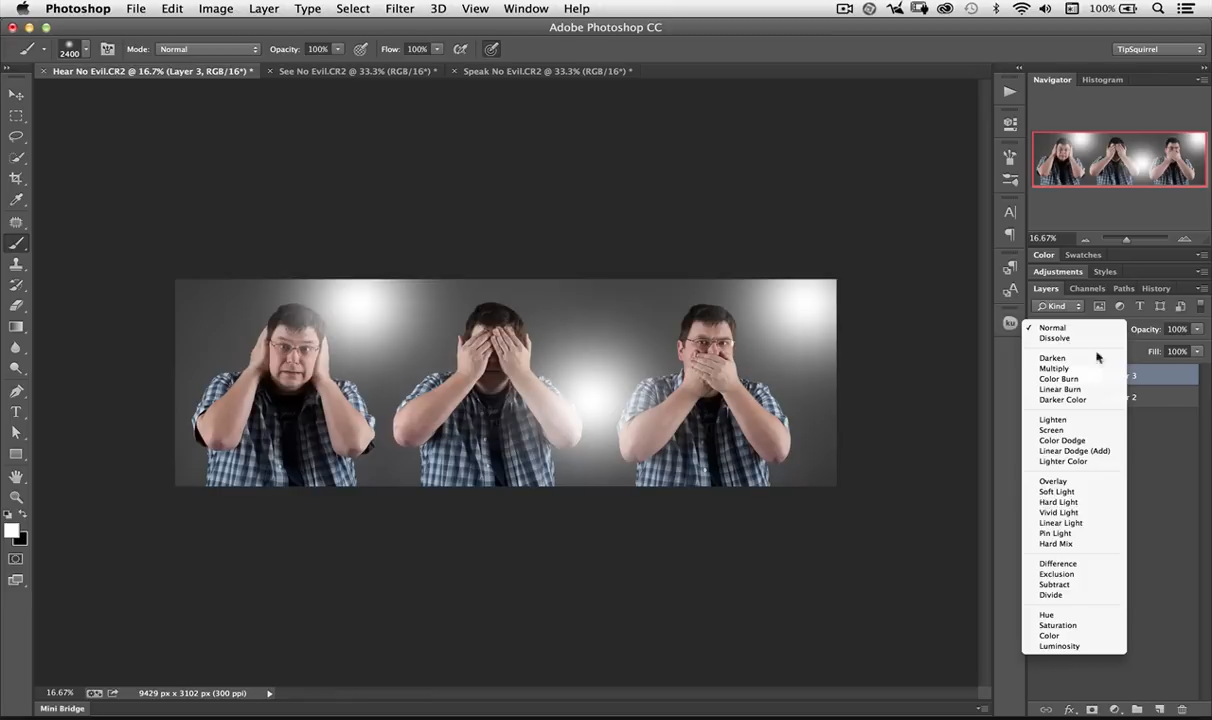 Photoshop File Edit Image Layer Type Select Filter 3D View Window Help 100%
Adobe Photoshop CC
2400 Mode: Normal Opacity: 100% Flow: 100% TipSquirrel
Hear No Evil.CR2 @ 16.7% (Layer 3, RGB/16*) * See No Evil.CR2 @ 33.3% (RGB/16*) * Speak No Evil.CR2 @ 33.3% (RGB/16*) *
Navigator Histogram
16.67%
Color Swatches
Adjustments Styles
Layers Channels Paths History
Kind
Opacity: 100%
Fill: 100%
3
2
Normal
Dissolve
Darken
Multiply
Color Burn
Linear Burn
Darker Color
Lighten
Screen
Color Dodge
Linear Dodge (Add)
Lighter Color
Overlay
Soft Light
Hard Light
Vivid Light
Linear Light
Pin Light
Hard Mix
Difference
Exclusion
Subtract
Divide
Hue
Saturation
Color
Luminosity
ku
16.67% 9429 px x 3102 px (300 ppi)
Mini Bridge